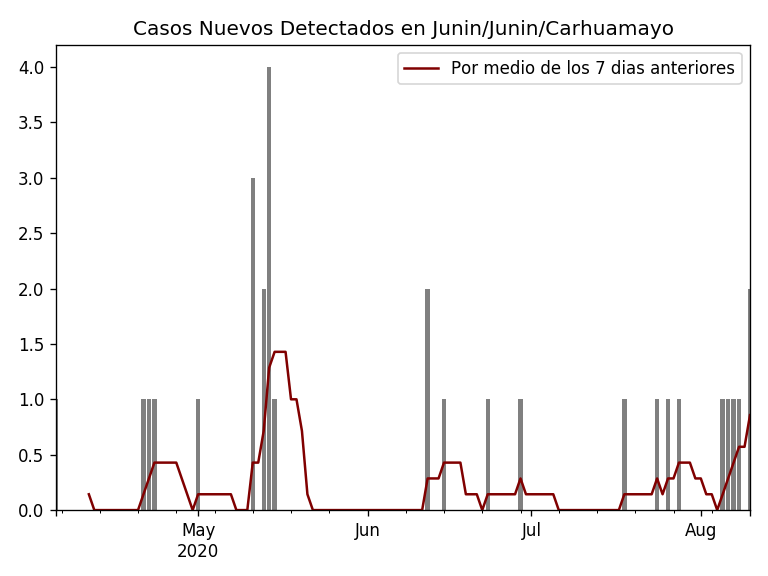 Casos Nuevos Detectados en Junin/Junin/Carhuamayo
Por medio de los 7 dias anteriores
4.0
3.5
3.0
2.5
2.0
1.5
1.0
0.5
0.0
May
2020
Jun
Jul
Aug